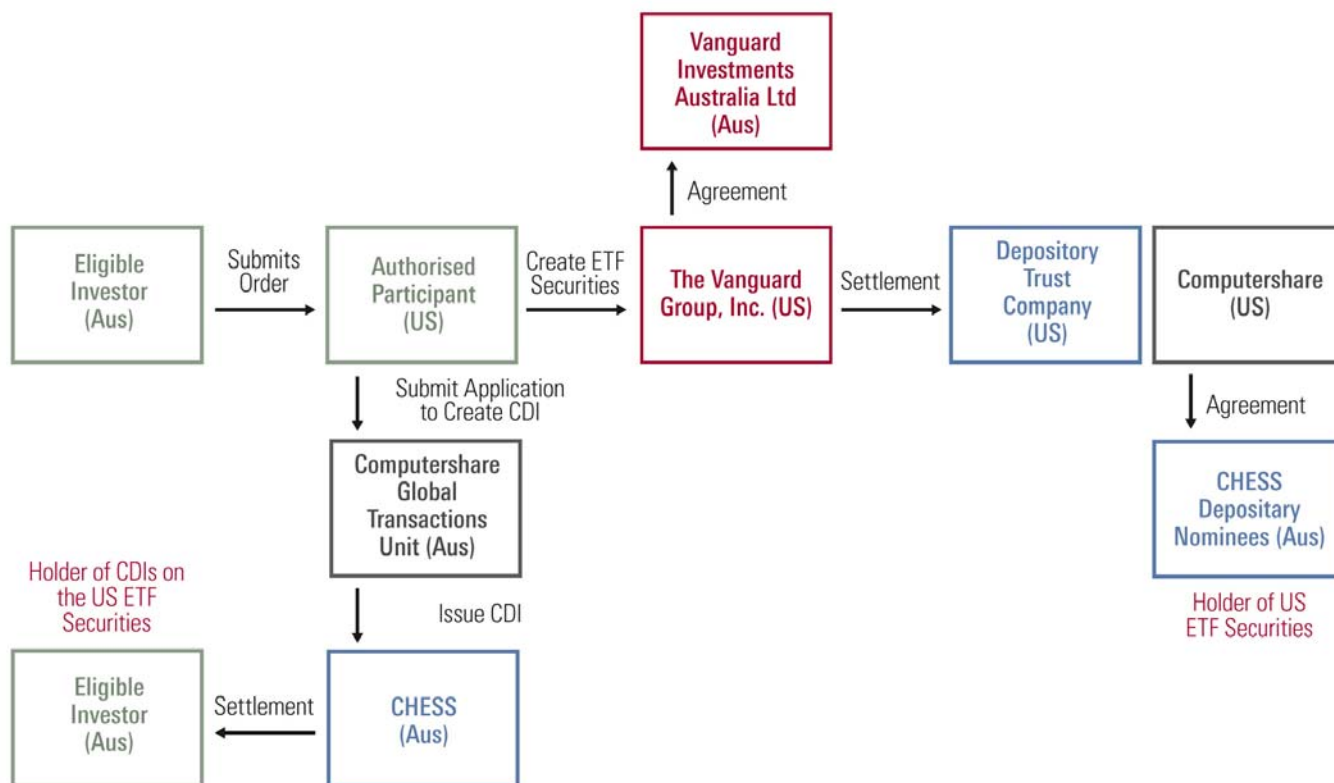 Vanguard
Investments
Australia Ltd
(Aus)
Agreement
Eligible
Investor
(Aus)
Submits
Order
Authorised
Participant
(US)
Create ETF
Securities
The Vanguard
Group, Inc. (US)
Settlement
Depository
Trust
Company
(US)
Computershare
(US)
Submit Application
to Create CDI
Agreement
Computershare
Global
Transactions
Unit (Aus)
CHESS
Depositary
Nominees (Aus)
Holder of US
ETF Securities
Issue CDI
Holder of CDIs on
the US ETF
Securities
Eligible
Investor
(Aus)
Settlement
CHESS
(Aus)